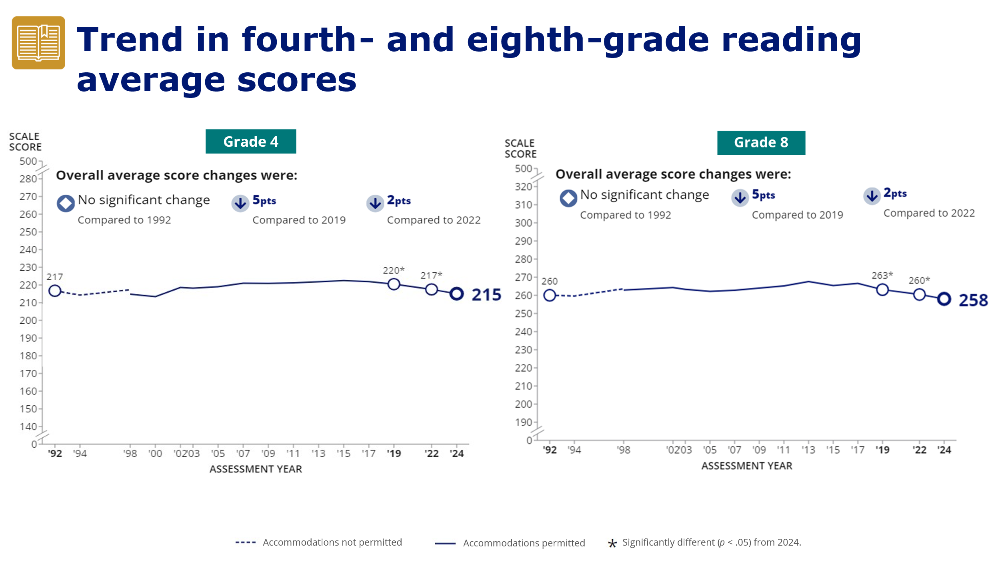 Trend in fourth- and eighth-grade reading
average scores
Grade 4
SCALE
SCORE
Overall average score changes were:
No significant change
Compared to 1992
5pts
Compared to 2019
2pts
Compared to 2022
500
280
270
260
250
240
230
220
210
200
190
180
170
160
150
140
0
217
220*
217*
215
'92 '94 '98 '00 '02 '03 '05 '07 '09 '11 '13 '15 '17 '19 '22 '24
ASSESSMENT YEAR
Grade 8
SCALE
SCORE
Overall average score changes were:
No significant change
Compared to 1992
5pts
Compared to 2019
2pts
Compared to 2022
500
320
310
300
290
280
270
260
250
240
230
220
210
200
190
0
260
263*
260*
258
'92 '94 '98 '02 '03 '05 '07 '09 '11 '13 '15 '17 '19 '22 '24
ASSESSMENT YEAR
Accommodations not permitted
Accommodations permitted
* Significantly different (p < .05) from 2024.